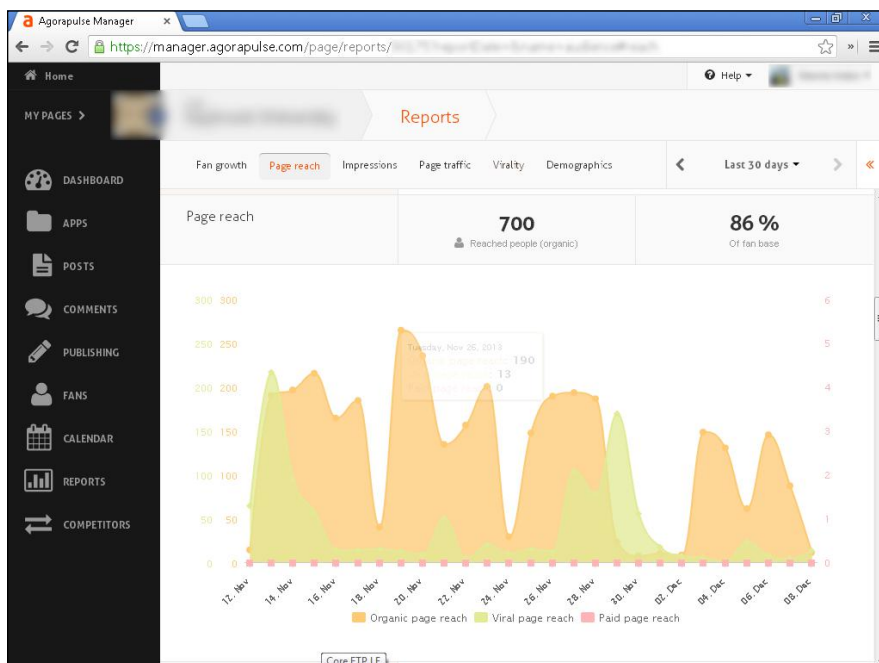 Agorapulse Manager
https://manager.agorapulse.com/page/reports/
Home
Help
MY PAGES
Reports
Fan growth Page reach Impressions Page traffic Virality Demographics
Last 30 days
DASHBOARD
APPS
POSTS
COMMENTS
PUBLISHING
FANS
CALENDAR
REPORTS
COMPETITORS
Page reach
700
Reached people (organic)
86 %
Of fan base
300 300 6
250 250 5
200 200 4
150 150 3
100 100 2
50 50 1
0 0 0
Tuesday, Nov 26, 2013
190
13
0
12. Nov 14. Nov 16. Nov 18. Nov 20. Nov 22. Nov 24. Nov 26. Nov 28. Nov 30. Nov 02. Dec 04. Dec 06. Dec 08. Dec
Organic page reach Viral page reach Paid page reach
Core FTP LE